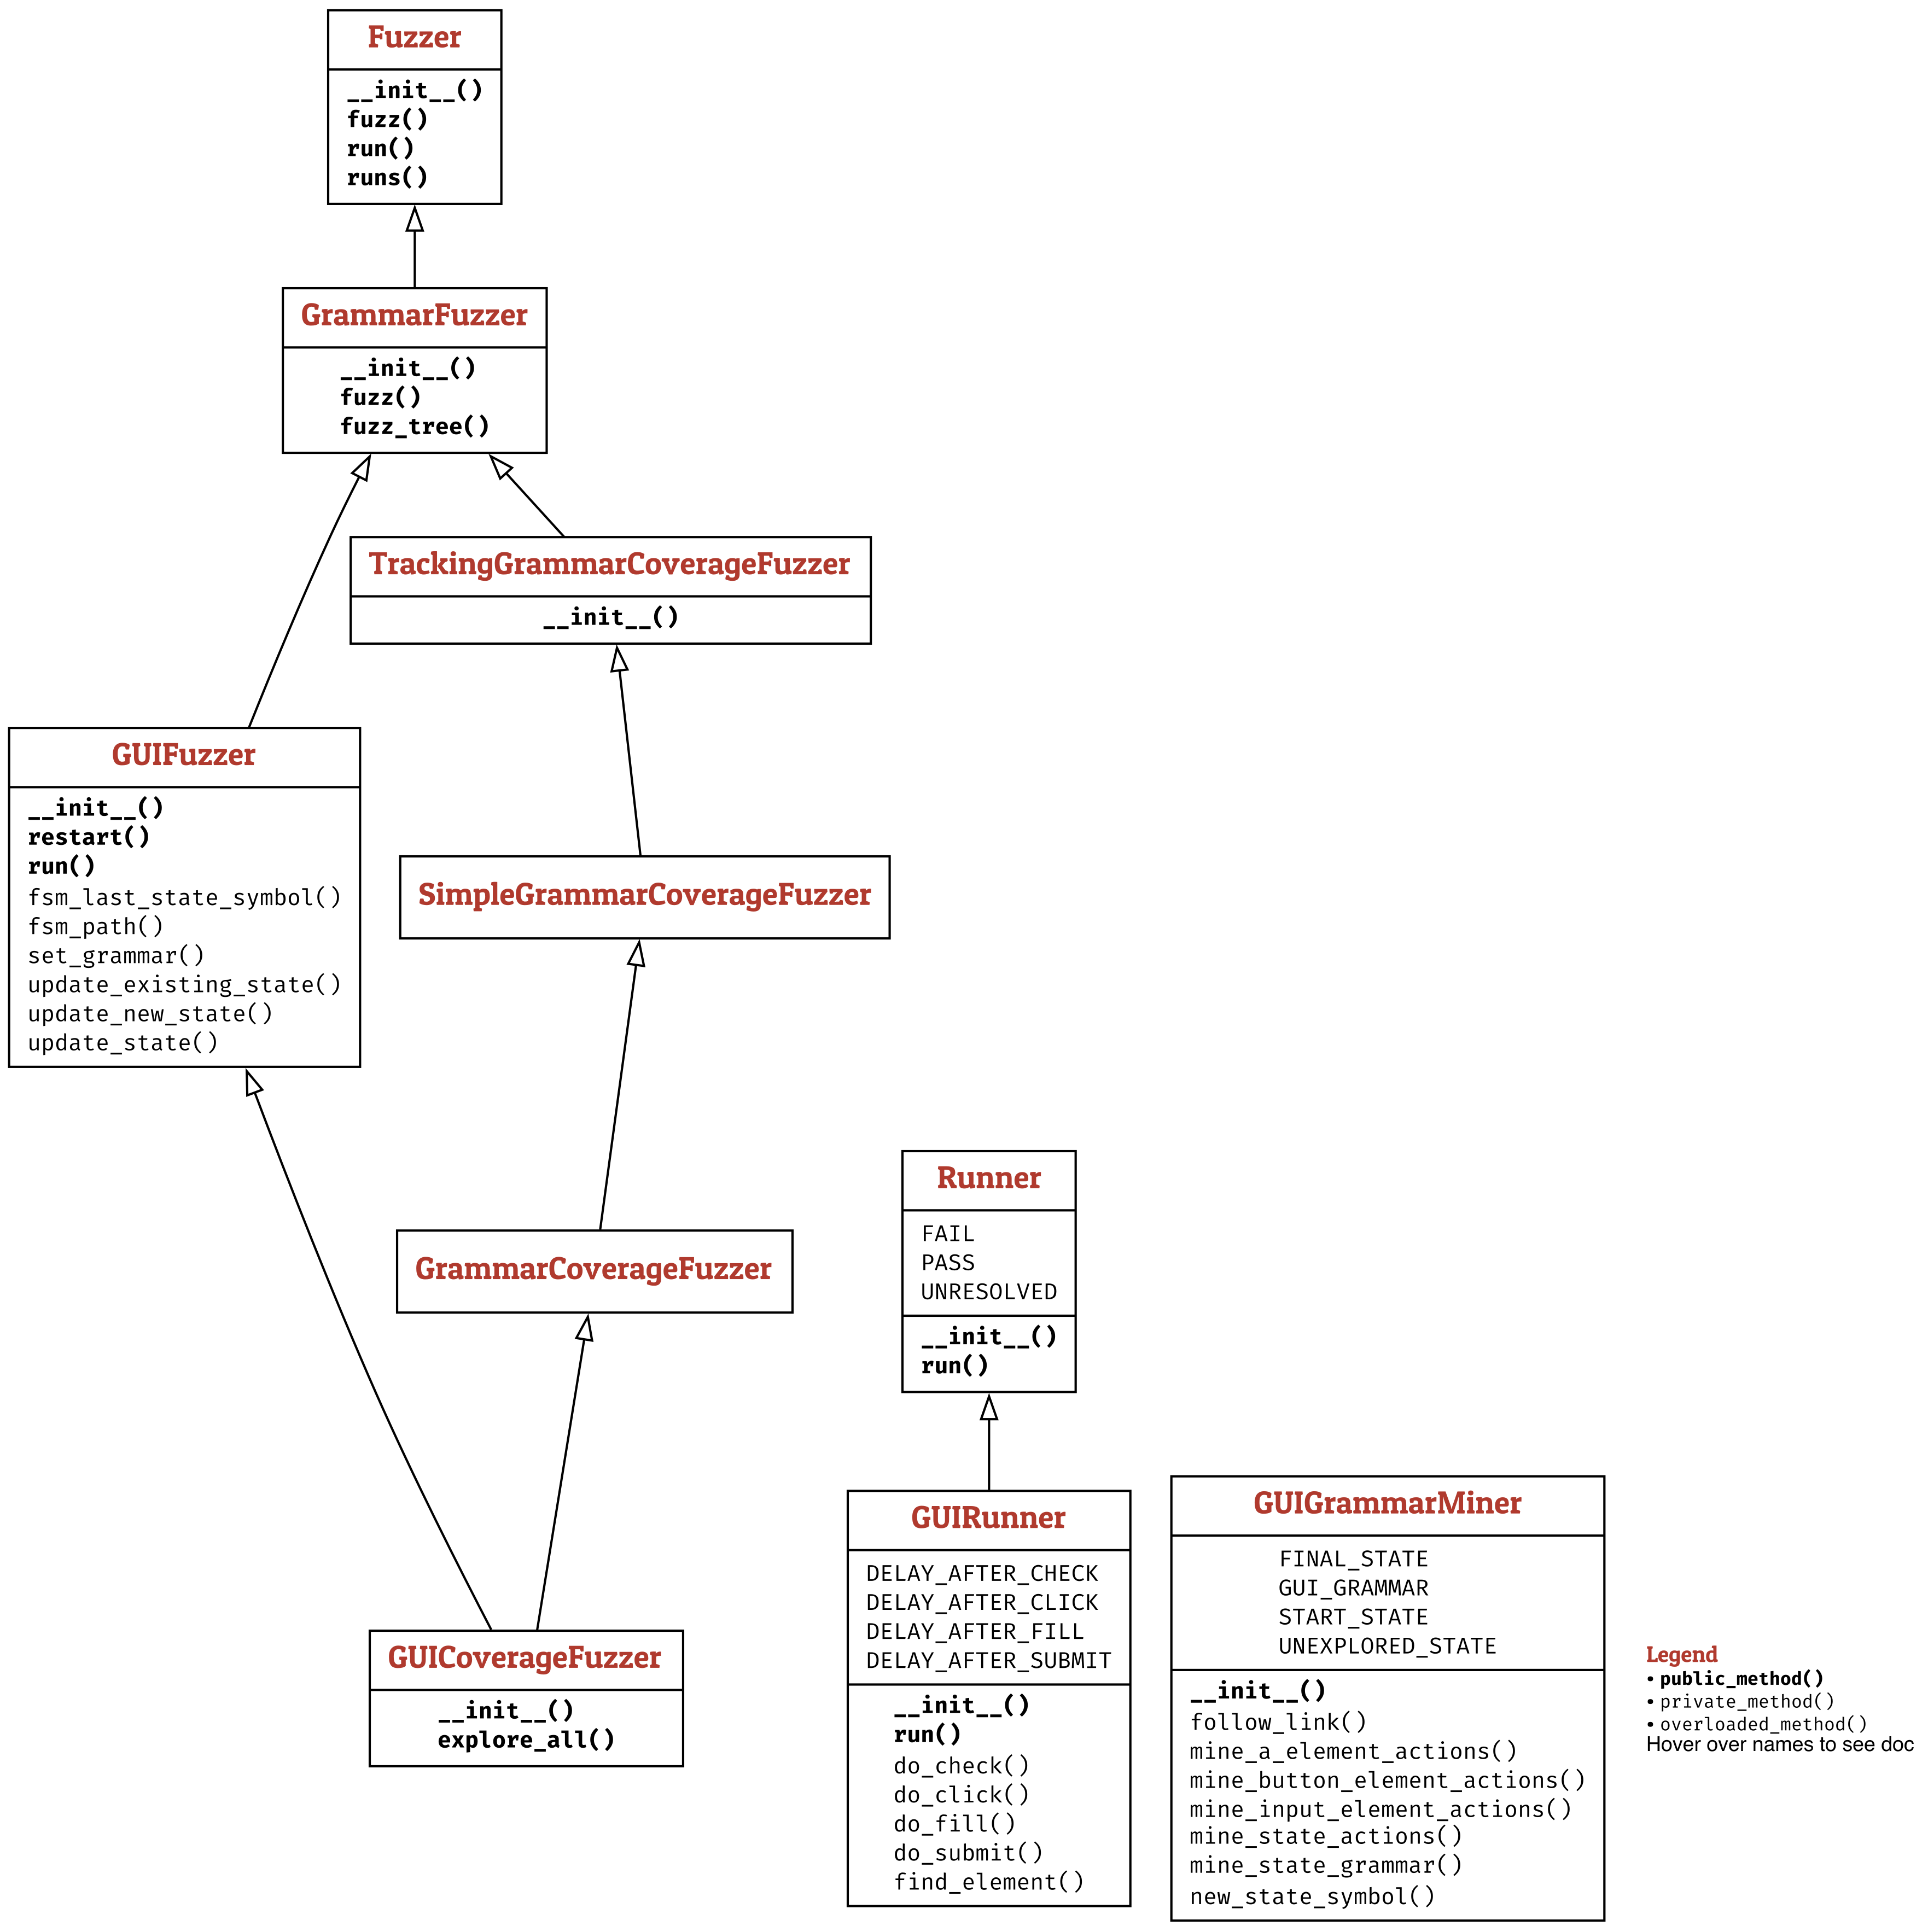 Fuzzer
__init__()
fuzz()
run()
runs()
GrammarFuzzer
__init__()
fuzz()
fuzz_tree()
TrackingGrammarCoverageFuzzer
__init__()
GUIFuzzer
__init__()
restart()
run()
fsm_last_state_symbol()
fsm_path()
set_grammar()
update_existing_state()
update_new_state()
update_state()
SimpleGrammarCoverageFuzzer
GrammarCoverageFuzzer
GUICoverageFuzzer
__init__()
explore_all()
Runner
FAIL
PASS
UNRESOLVED
__init__()
run()
GUIRunner
DELAY_AFTER_CHECK
DELAY_AFTER_CLICK
DELAY_AFTER_FILL
DELAY_AFTER_SUBMIT
__init__()
run()
do_check()
do_click()
do_fill()
do_submit()
find_element()
GUIGrammarMiner
FINAL_STATE
GUI_GRAMMAR
START_STATE
UNEXPLORED_STATE
__init__()
follow_link()
mine_a_element_actions()
mine_button_element_actions()
mine_input_element_actions()
mine_state_actions()
mine_state_grammar()
new_state_symbol()
Legend
• public_method()
• private_method()
• overloaded_method()
Hover over names to see doc